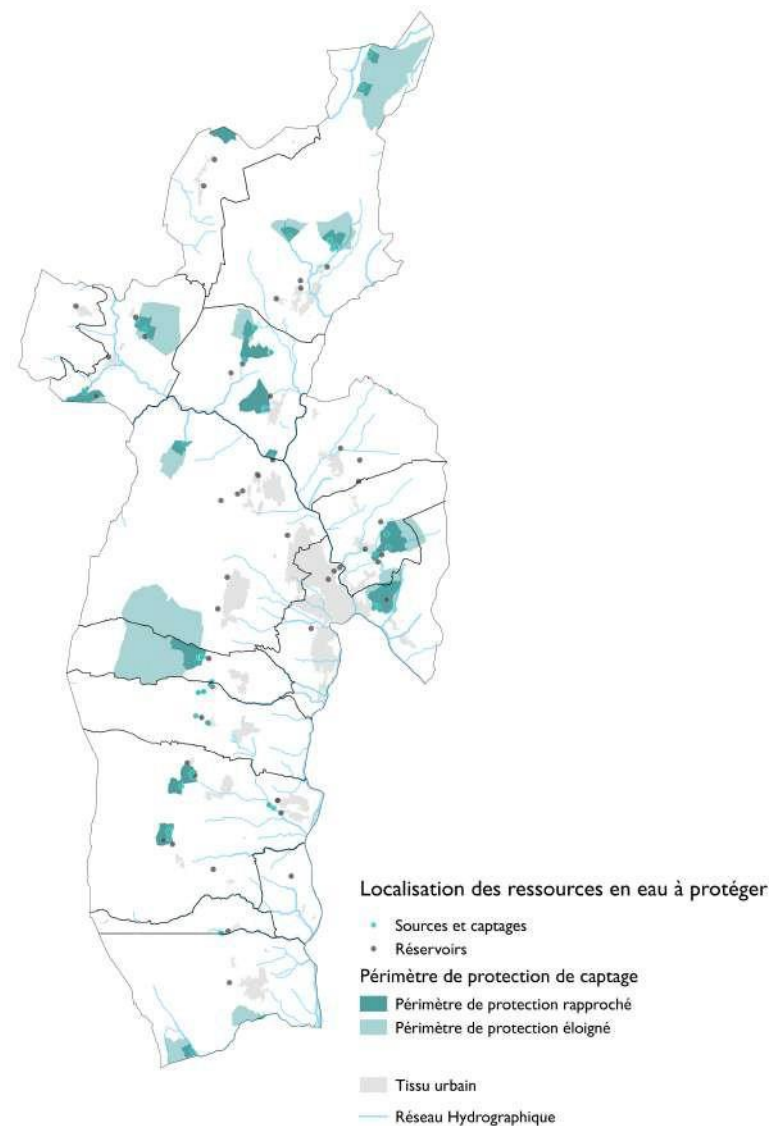 Localisation des ressources en eau à protéger
Sources et captages
Réservoirs
Périmètre de protection de captage
Périmètre de protection rapproché
Périmètre de protection éloigné
Tissu urbain
Réseau Hydrographique